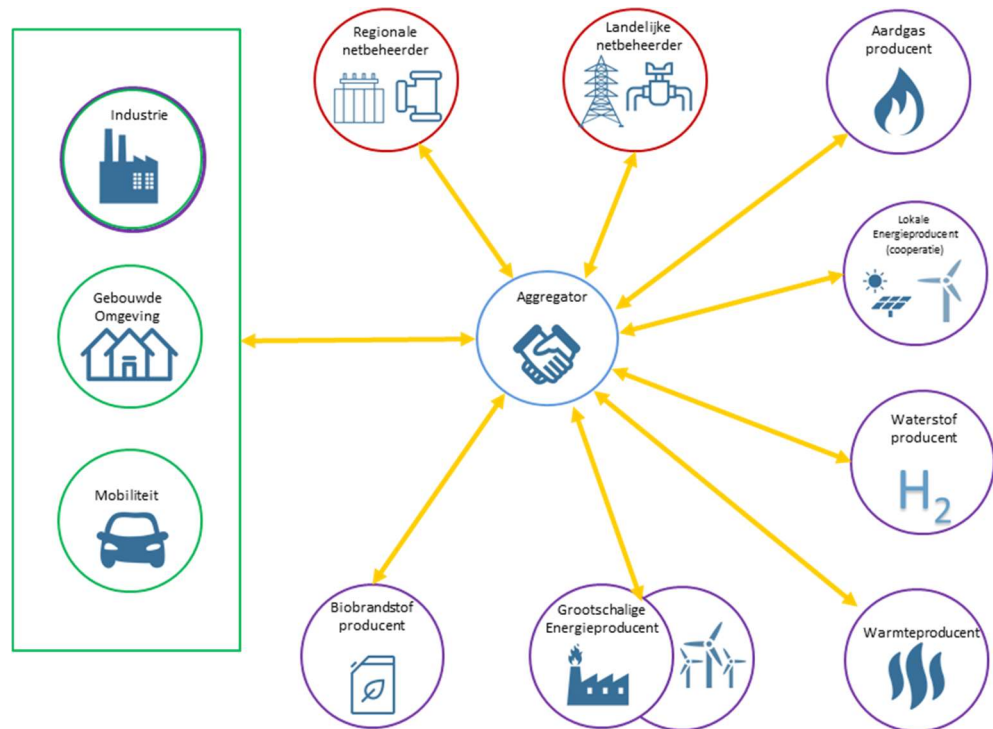 Regionale
netbeheerder
Landelijke
netbeheerder
Aardgas
producent
Industrie
Lokale
Energieproducent
(cooperatie)
Gebouwde
Omgeving
Aggregator
Waterstof
producent
H2
Mobiliteit
Biobrandstof
producent
Grootschalige
Energieproducent
Warmteproducent